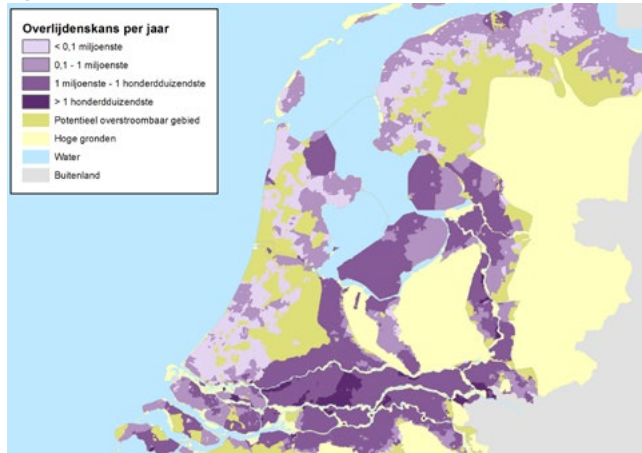 Overlijdenskans per jaar
< 0,1 miljoenste
0,1 - 1 miljoenste
1 miljoenste - 1 honderdduizendste
> 1 honderdduizendste
Potentieel overstroombaar gebied
Hoge gronden
Water
Buitenland